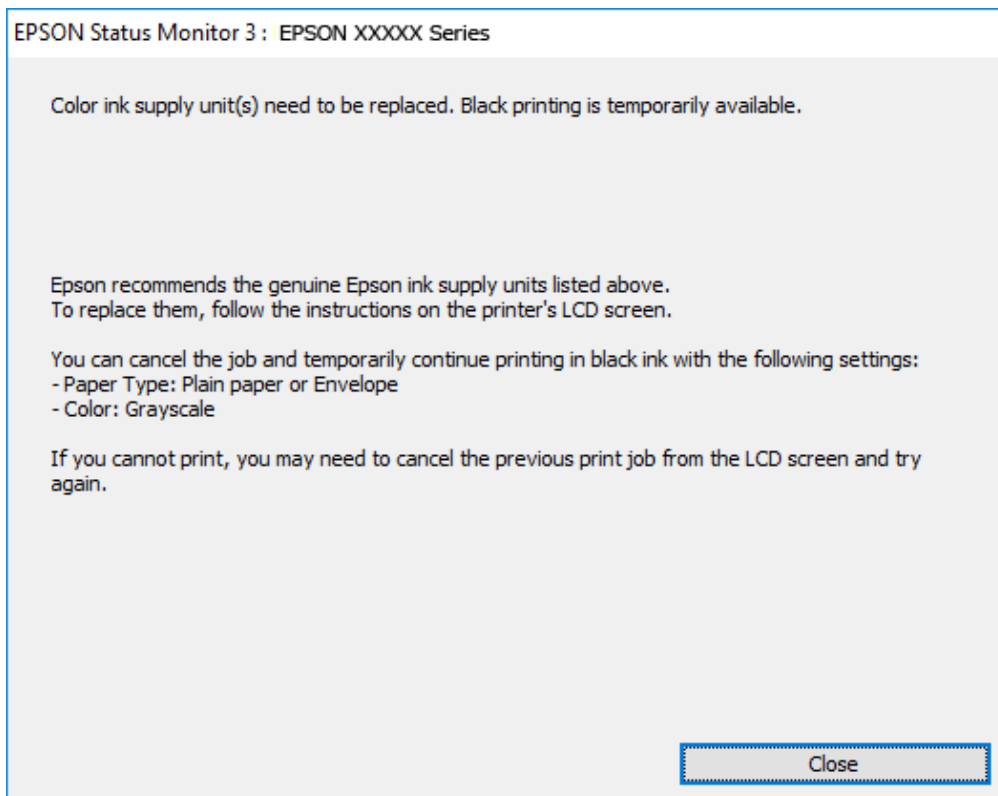 EPSON Status Monitor 3 : EPSON XXXXX Series
Color ink supply unit(s) need to be replaced. Black printing is temporarily available.
Epson recommends the genuine Epson ink supply units listed above.
To replace them, follow the instructions on the printer's LCD screen.
You can cancel the job and temporarily continue printing in black ink with the following settings:
- Paper Type: Plain paper or Envelope
- Color: Grayscale
If you cannot print, you may need to cancel the previous print job from the LCD screen and try
again.
Close